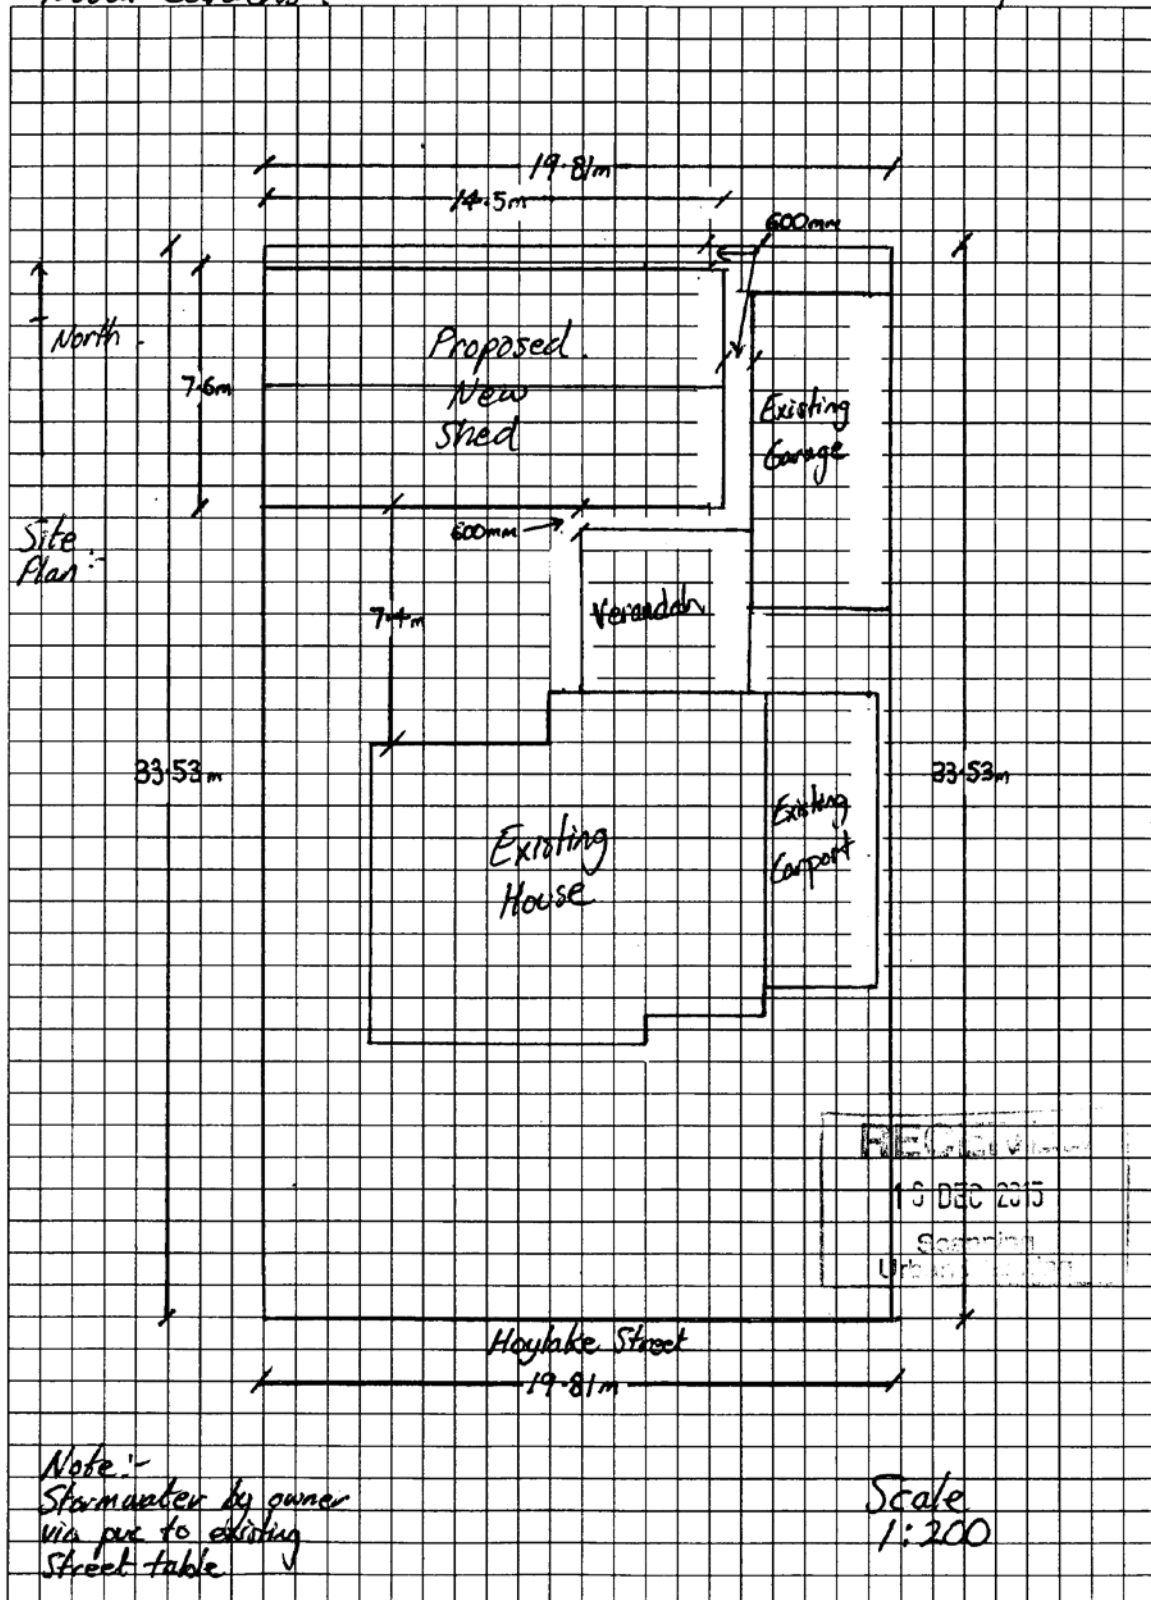 19.81m
14.5m
600mm
North
Proposed.
New
Shed
7.6m
Existing
Garage
600mm
Site
Plan:-
7.4m
Verandah
33.53m
33.53m
Existing
Carport
Existing
House
RECEIVED
DEC 2015
Hoylake Street
19.81m
Note:-
Stormwater by owner
via pvc to existing
Street table
Scale
1:200